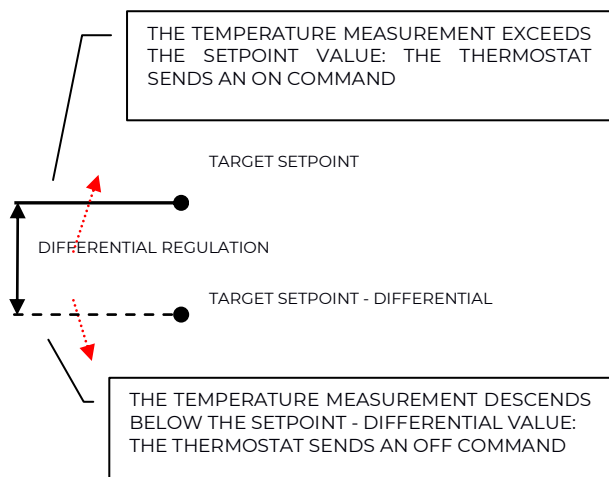 THE TEMPERATURE MEASUREMENT EXCEEDS
THE SETPOINT VALUE: THE THERMOSTAT
SENDS AN ON COMMAND
TARGET SETPOINT
DIFFERENTIAL REGULATION
TARGET SETPOINT - DIFFERENTIAL
THE TEMPERATURE MEASUREMENT DESCENDS
BELOW THE SETPOINT - DIFFERENTIAL VALUE:
THE THERMOSTAT SENDS AN OFF COMMAND